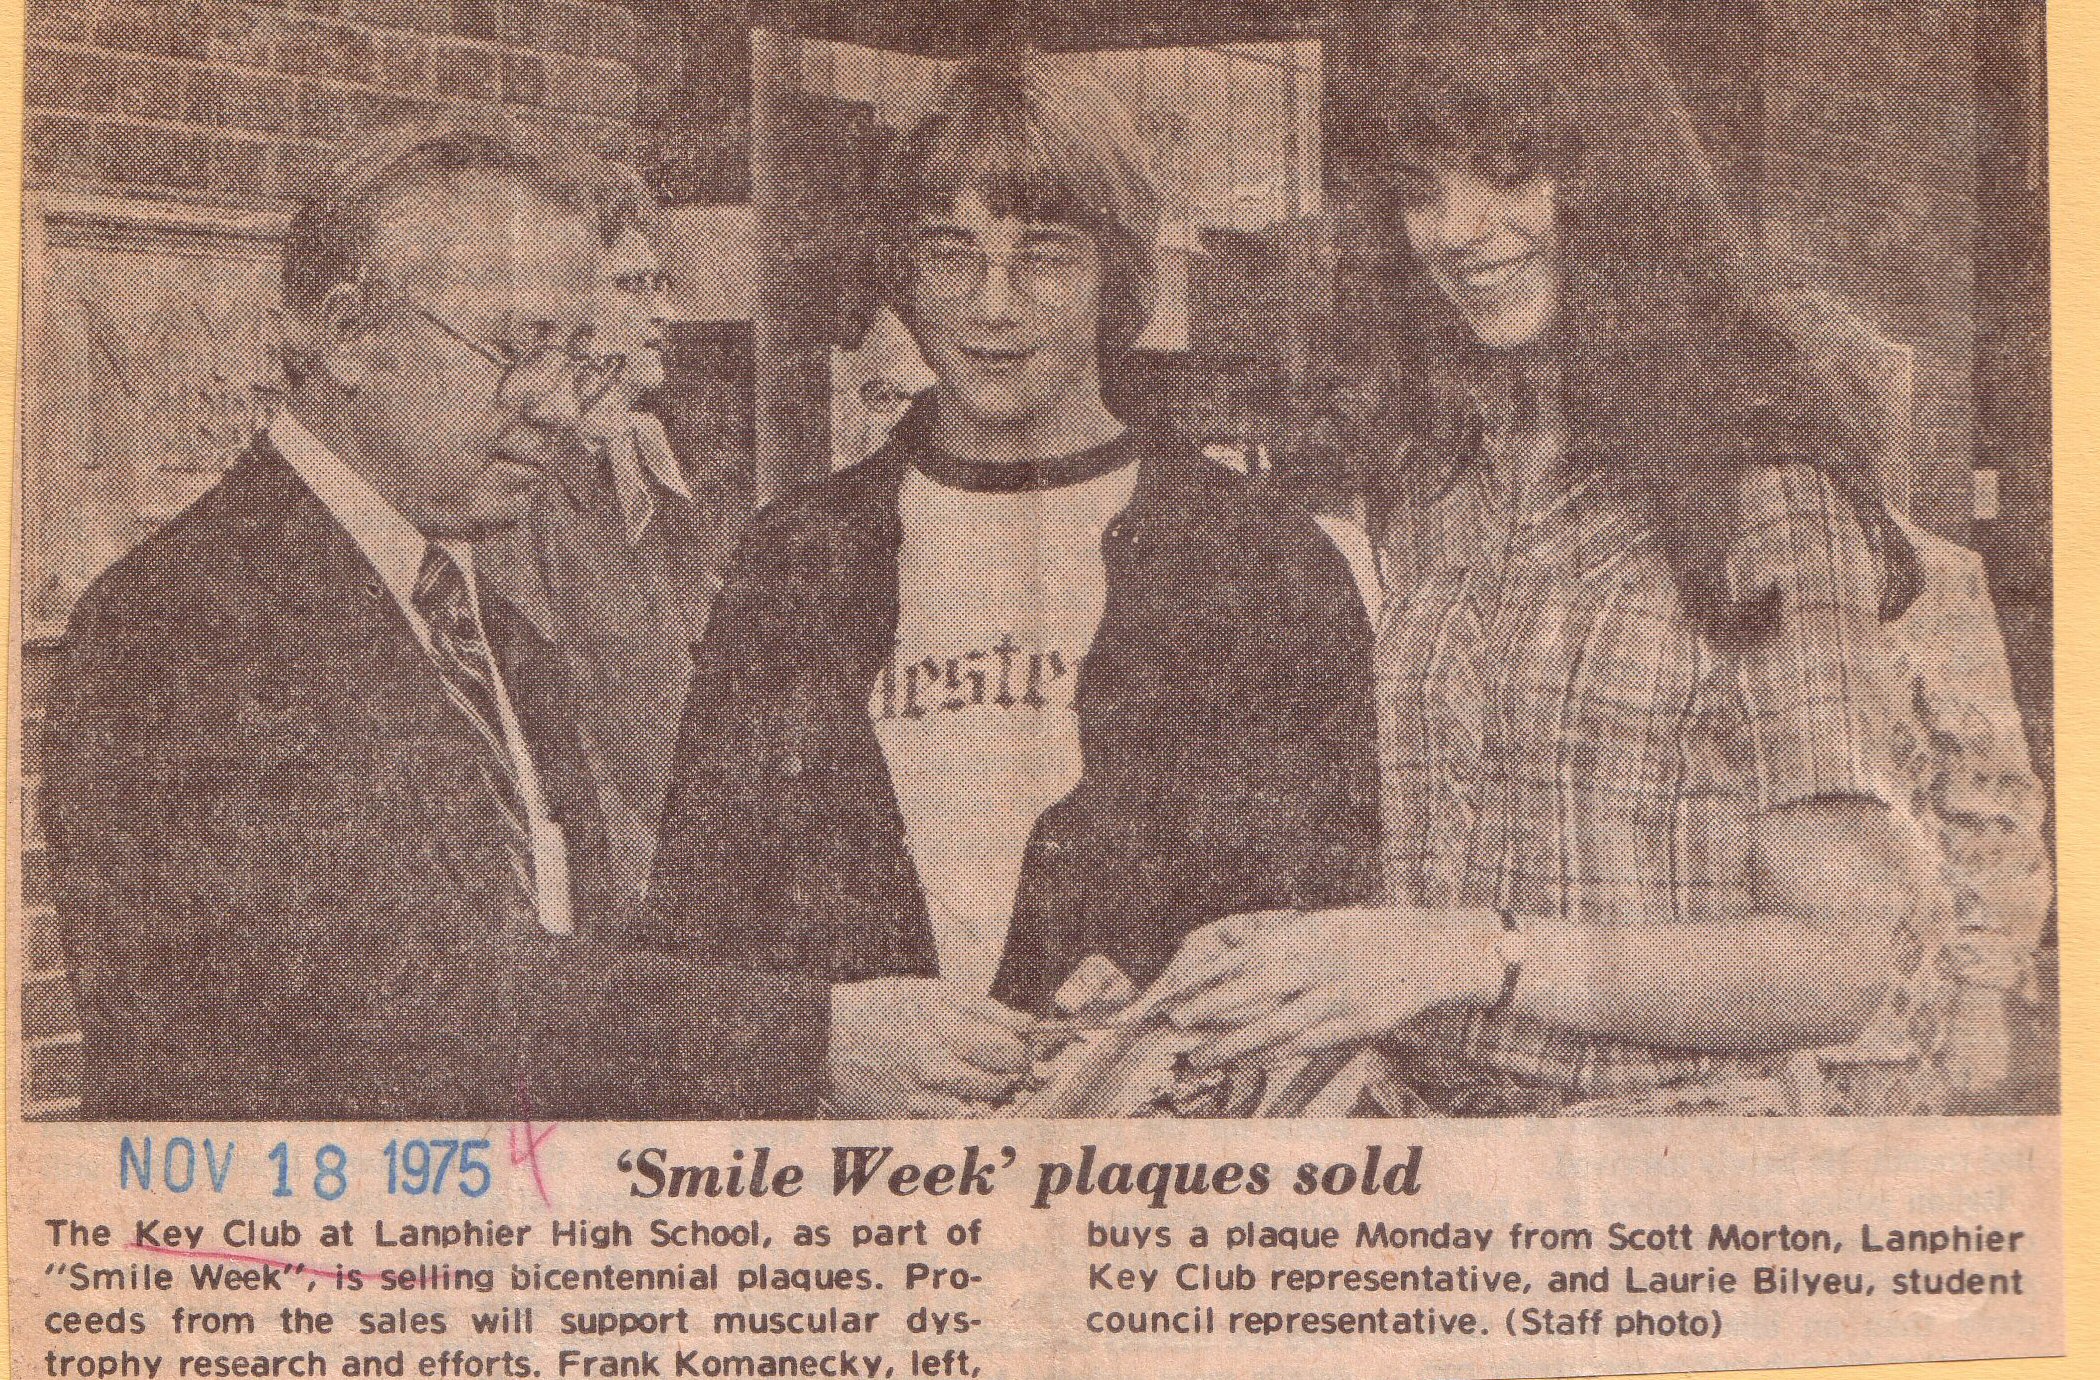 leste
NOV 18 1975 4
‘Smile Week’ plaques sold
The Key Club at Lanphier High School, as part of
“Smile Week”, is selling bicentennial plaques. Pro-
ceeds from the sales will support muscular dys-
trophy research and efforts. Frank Komanecky, left,
buys a plaque Monday from Scott Morton, Lanphier
Key Club representative, and Laurie Bilyeu, student
council representative. (Staff photo)